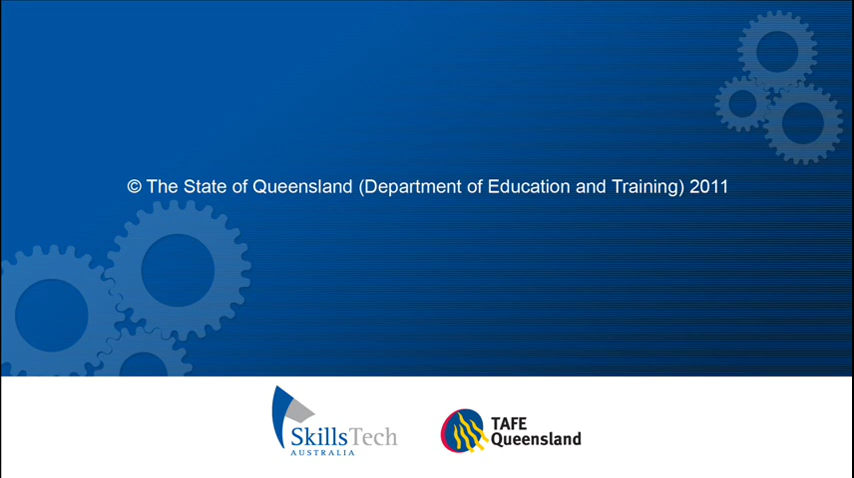 © The State of Queensland (Department of Education and Training) 2011
SkillsTech
AUSTRALIA
TAFE
Queensland